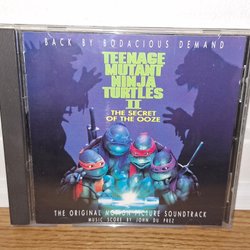 BACK BY BODACIOUS DEMAND
TEENAGE
MUTANT
NINJA
TURTLES
II
THE SECRET
OF THE OOZE
THE ORIGINAL MOTION PICTURE SOUNDTRACK
MUSIC SCORE BY JOHN DU PREZ